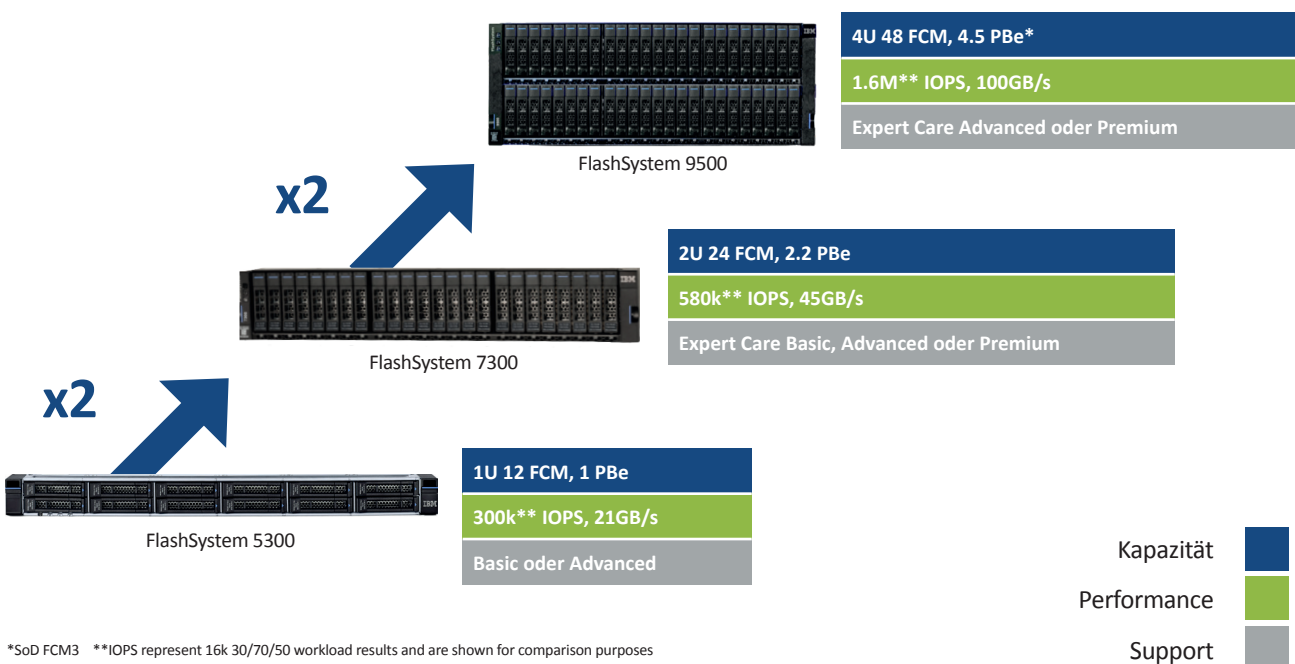 4U 48 FCM, 4.5 PBe*
1.6M** IOPS, 100GB/s
Expert Care Advanced oder Premium
IBM
FlashSystem 9500
x2
2U 24 FCM, 2.2 PBe
580k** IOPS, 45GB/s
Expert Care Basic, Advanced oder Premium
IBM
FlashSystem 7300
x2
1U 12 FCM, 1 PBe
300k** IOPS, 21GB/s
Basic oder Advanced
IBM
FlashSystem 5300
Kapazität
Performance
Support
*SoD FCM3 **IOPS represent 16k 30/70/50 workload results and are shown for comparison purposes